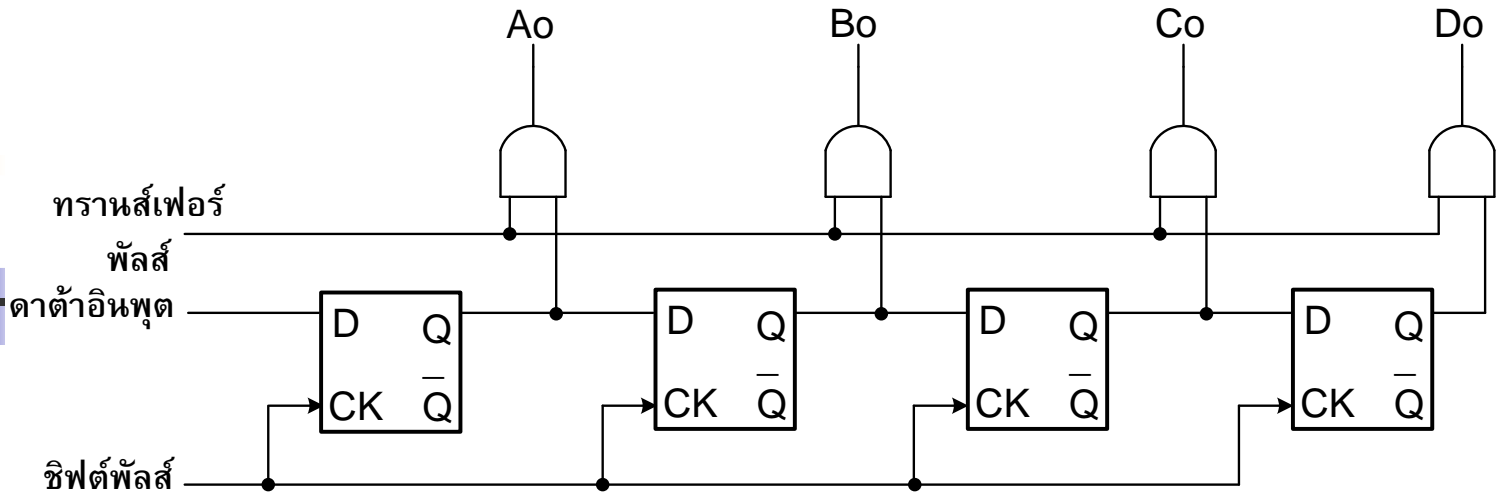 Ao Bo Co Do
ทรานส์เฟอร์
พัลส์
ดาต้าอินพุต
D Q D Q D Q D Q
CK Q̅ CK Q̅ CK Q̅ CK Q̅
ชิฟต์พัลส์